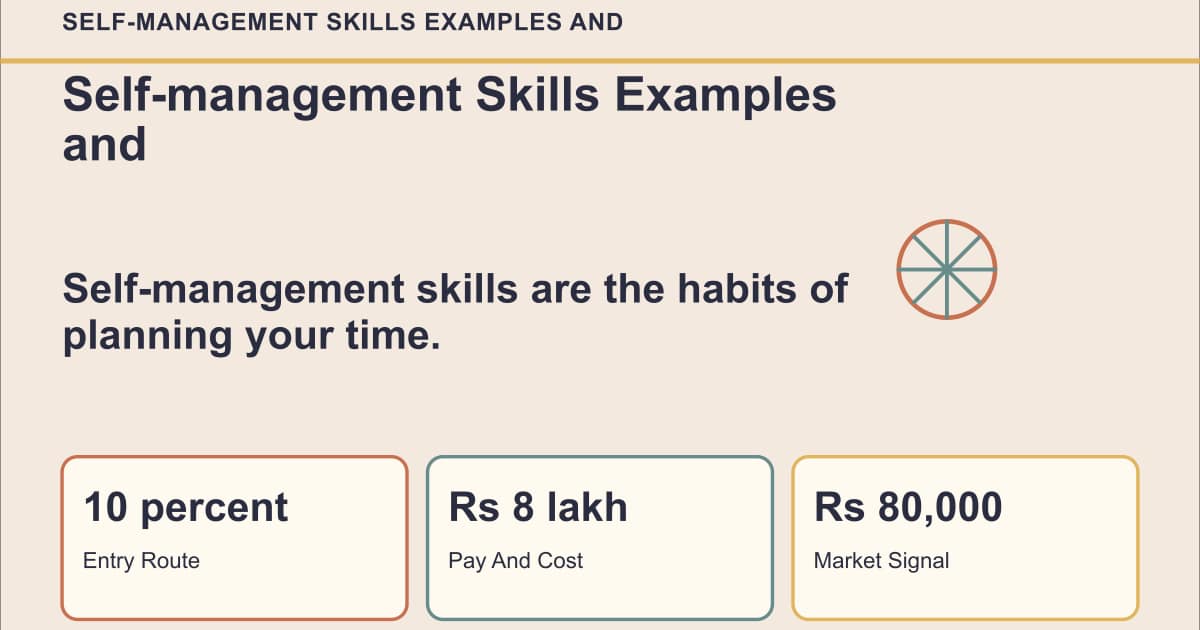 SELF-MANAGEMENT SKILLS EXAMPLES AND
Self-management Skills Examples
and
Self-management skills are the habits of
planning your time.
10 percent
Entry Route
Rs 8 lakh
Pay And Cost
Rs 80,000
Market Signal